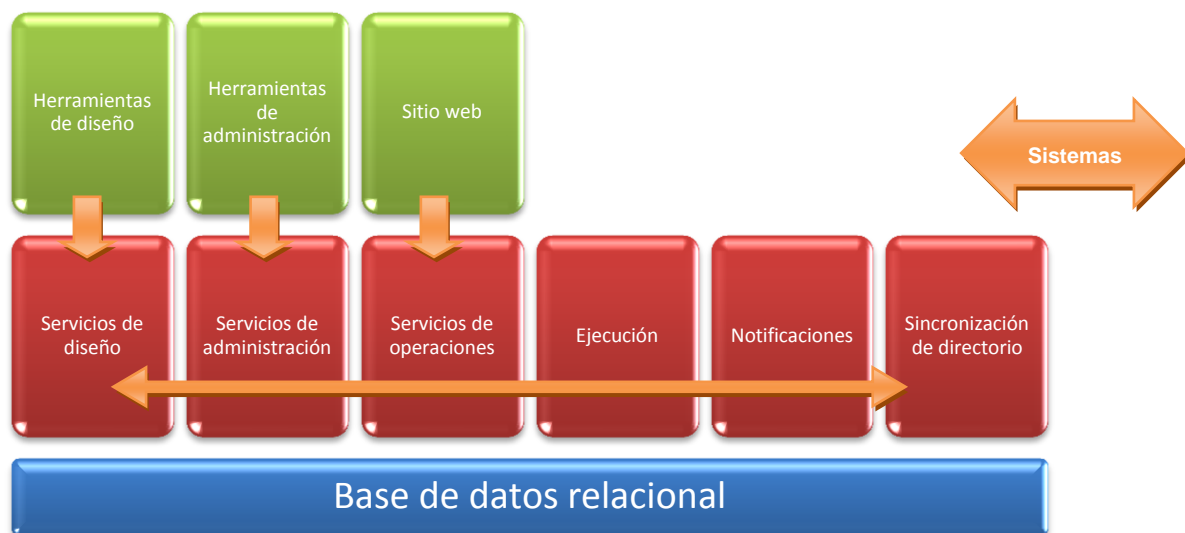 Herramientas
de diseño
Herramientas
de
administración
Sitio web
Sistemas
Servicios de
diseño
Servicios de
administración
Servicios de
operaciones
Ejecución
Notificaciones
Sincronización
de directorio
Base de datos relacional